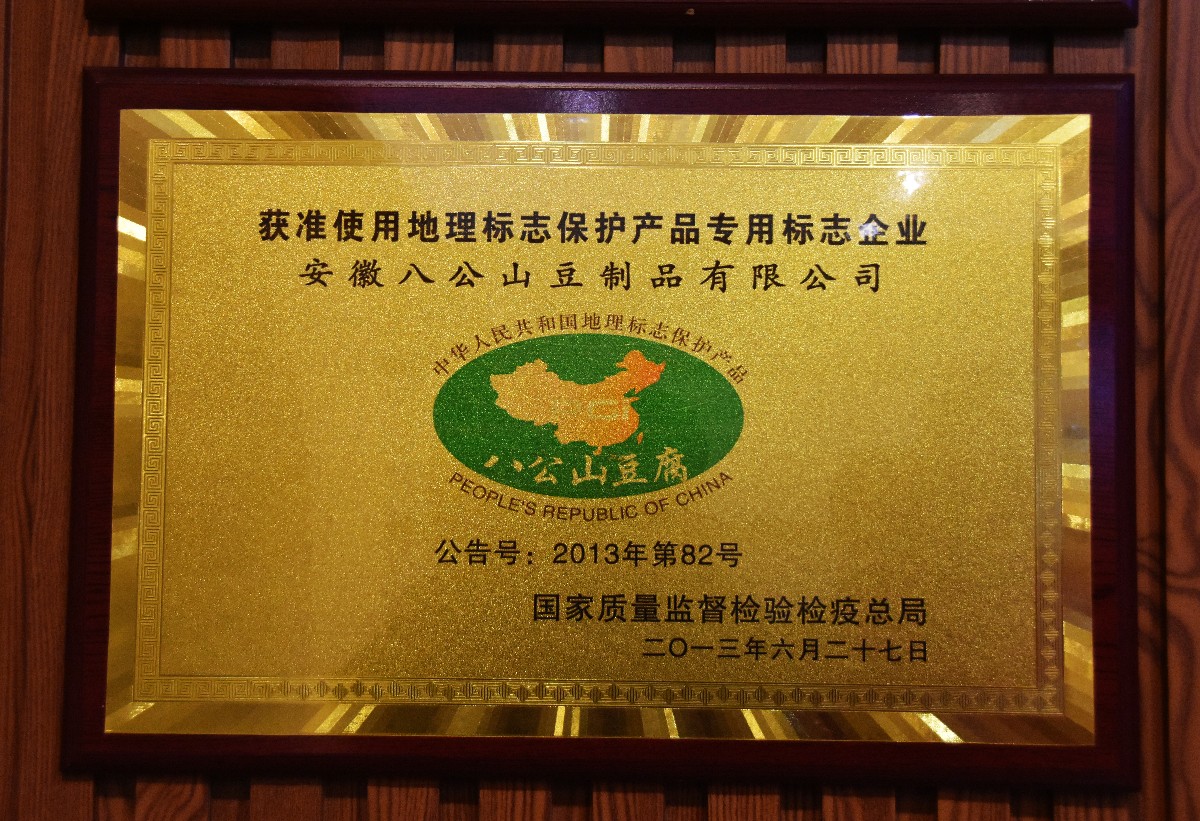 获准使用地理标志保护产品专用标志企业
安徽八公山豆制品有限公司
中华人民共和国地理标志保护产品
八公山豆腐
PEOPLE'S REPUBLIC OF CHINA
公告号：2013年第82号
国家质量监督检验检疫总局
二〇一三年六月二十七日